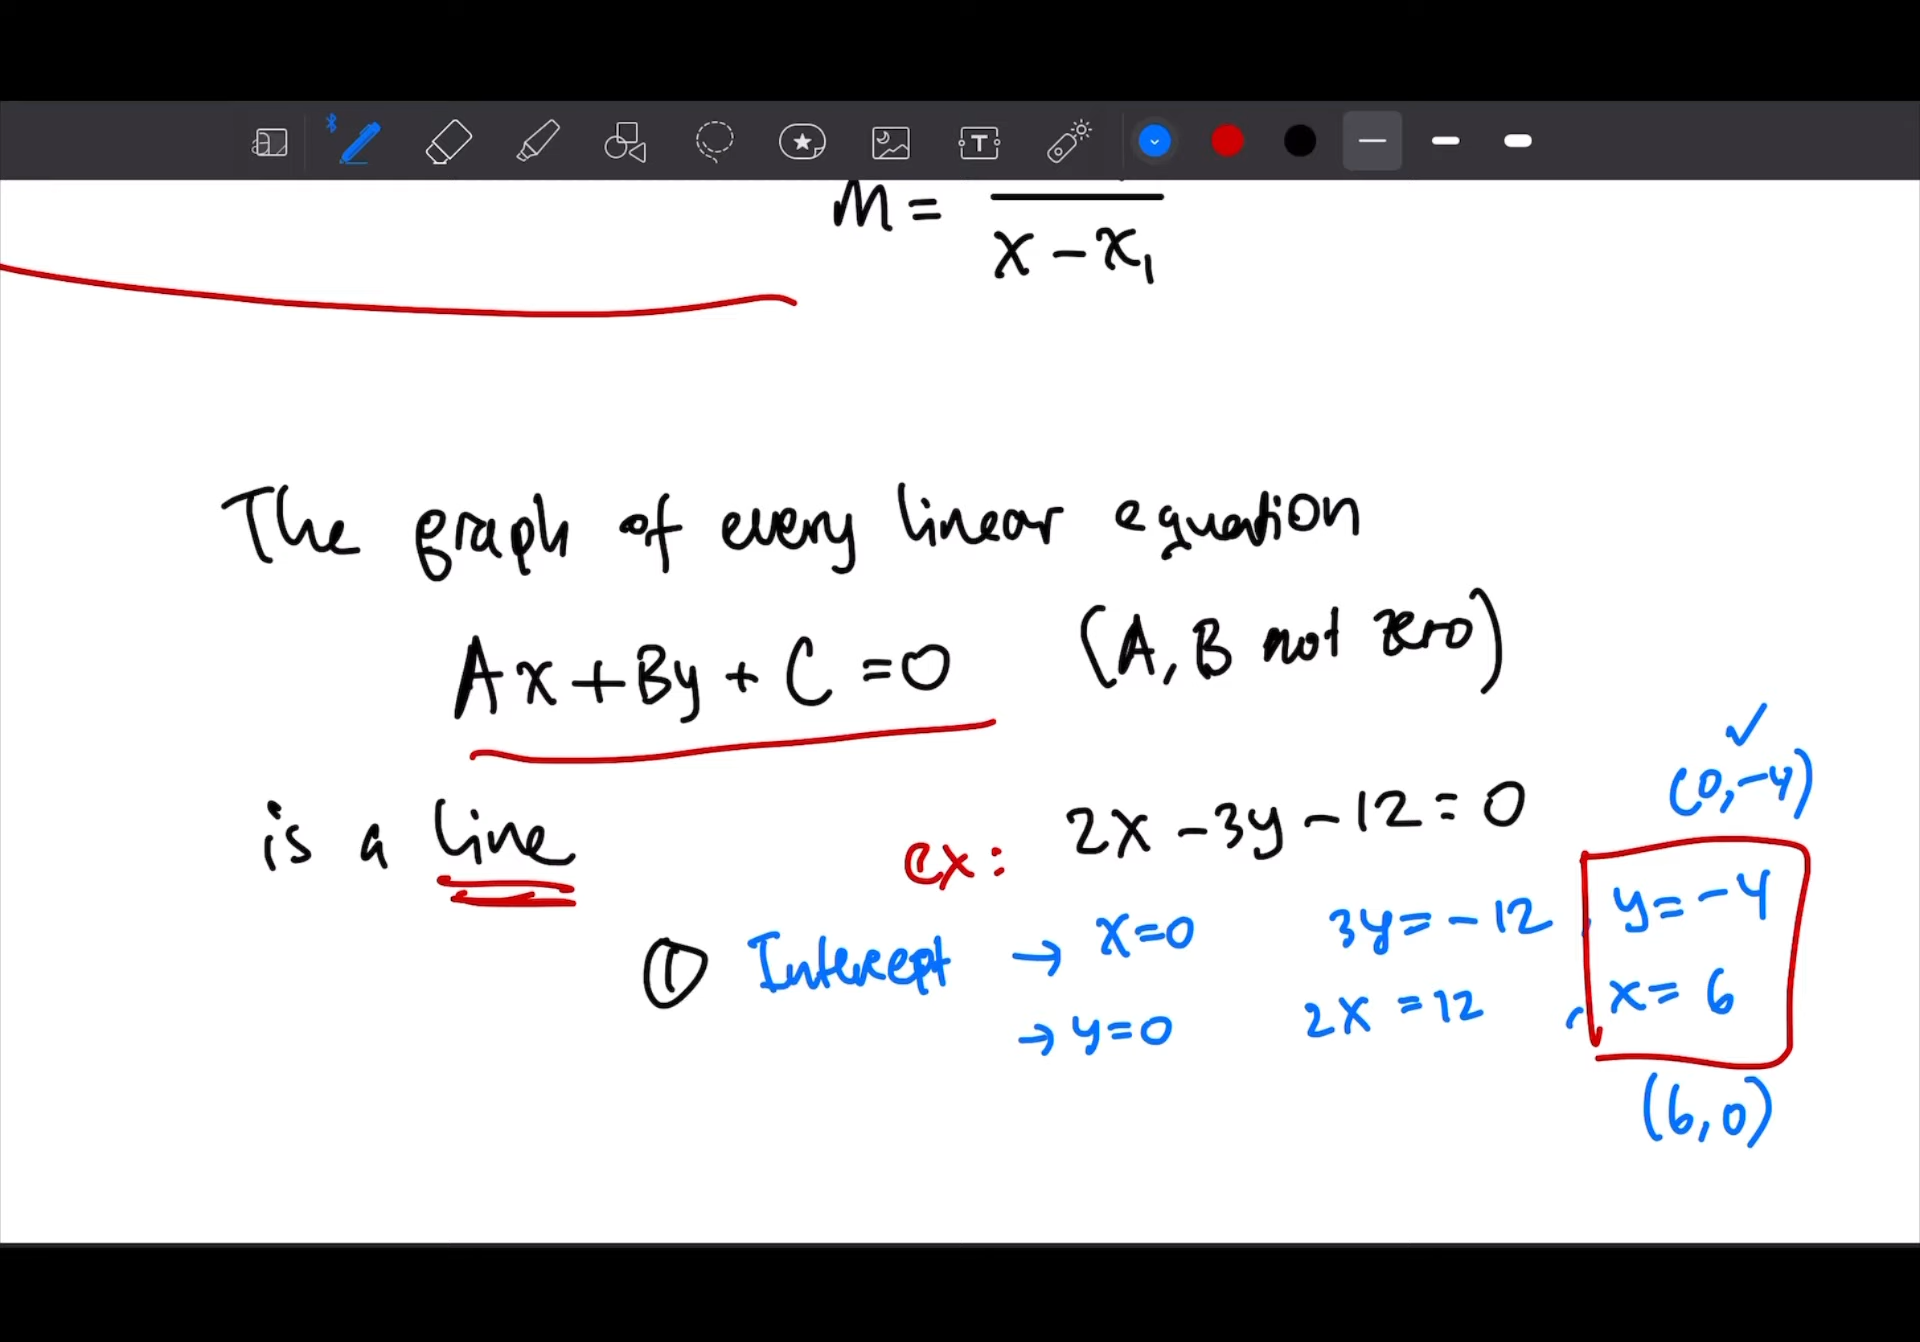 M = ‾
x - x₁
The graph of every linear equation
Ax + By + C = 0 (A, B not zero)
is a line
ex: 2x - 3y - 12 = 0
(0, -4) ✓
① Intercept → x=0 3y = -12, y = -4
→ y=0 2x = 12, x = 6
(6, 0)